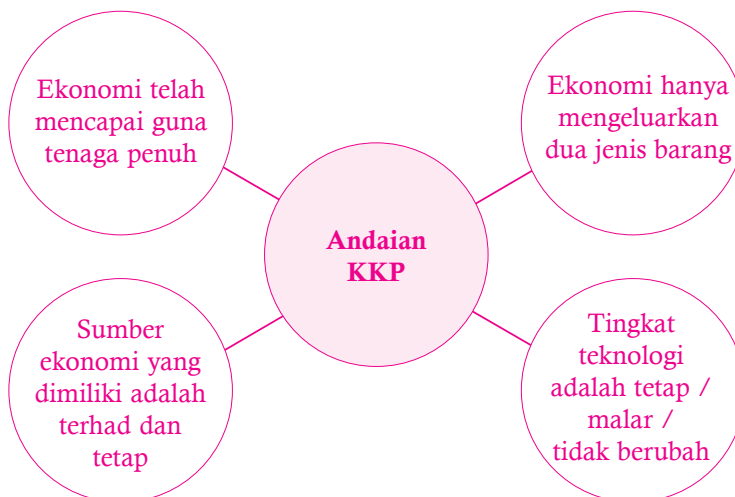 Ekonomi telah
mencapai guna
tenaga penuh
Ekonomi hanya
mengeluarkan
dua jenis barang
Andaian
KKP
Sumber
ekonomi yang
dimiliki adalah
terhad dan
tetap
Tingkat
teknologi
adalah tetap /
malar /
tidak berubah